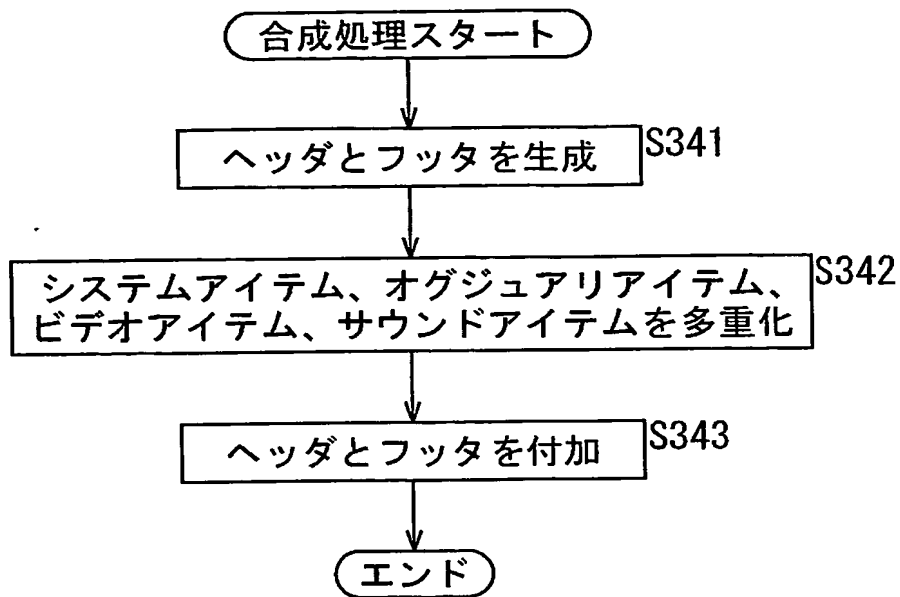 合成処理スタート
ヘッダとフッタを生成
S341
システムアイテム、オグジュアリアイテム、
ビデオアイテム、サウンドアイテムを多重化
S342
ヘッダとフッタを付加
S343
エンド